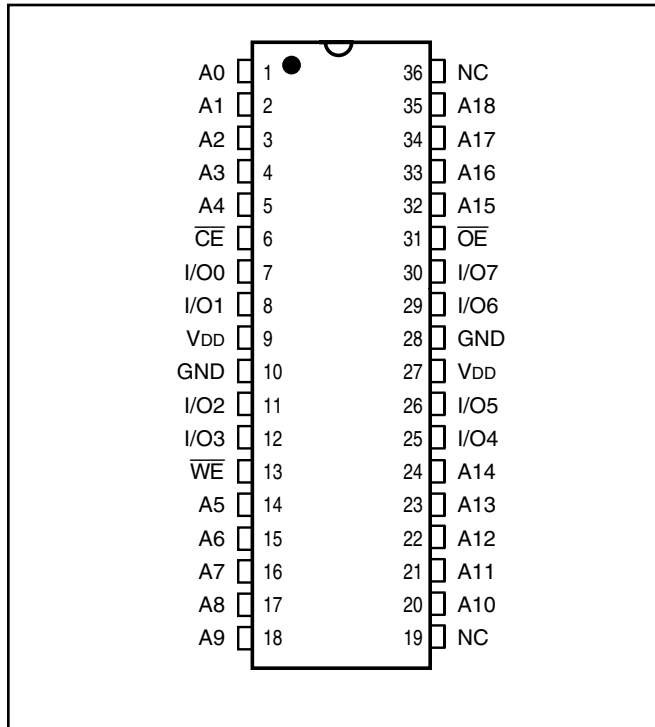 A0 1 36 NC
A1 2 35 A18
A2 3 34 A17
A3 4 33 A16
A4 5 32 A15
C̅E̅ 6 31 O̅E̅
I/O0 7 30 I/O7
I/O1 8 29 I/O6
VDD 9 28 GND
GND 10 27 VDD
I/O2 11 26 I/O5
I/O3 12 25 I/O4
W̅E̅ 13 24 A14
A5 14 23 A13
A6 15 22 A12
A7 16 21 A11
A8 17 20 A10
A9 18 19 NC